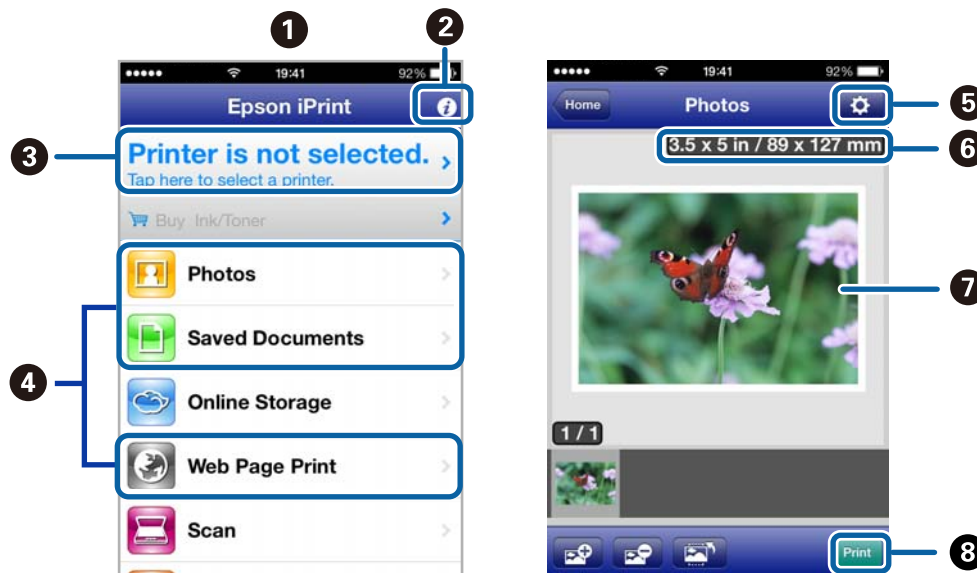 1
2
19:41
92%
Epson iPrint
i
3
Printer is not selected.
Tap here to select a printer.
Buy Ink/Toner
Photos
Saved Documents
4
Online Storage
Web Page Print
Scan
19:41
92%
Home
Photos
5
3.5 x 5 in / 89 x 127 mm
6
7
1 / 1
Print
8